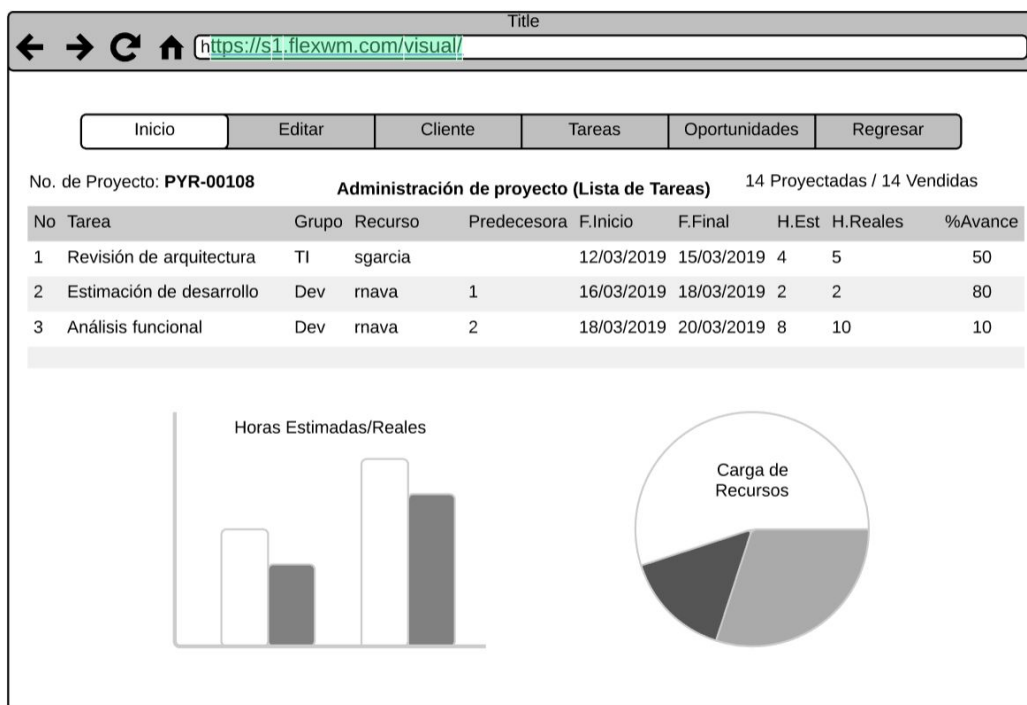 Title
https://s1.flexwm.com/visual/
Inicio Editar Cliente Tareas Oportunidades Regresar
No. de Proyecto: PYR-00108 Administración de proyecto (Lista de Tareas) 14 Proyectadas / 14 Vendidas
No Tarea Grupo Recurso Predecesora F.Inicio F.Final H.Est H.Reales %Avance
1 Revisión de arquitectura TI sgarcia 12/03/2019 15/03/2019 4 5 50
2 Estimación de desarrollo Dev rnava 1 16/03/2019 18/03/2019 2 2 80
3 Análisis funcional Dev rnava 2 18/03/2019 20/03/2019 8 10 10
Horas Estimadas/Reales
Carga de
Recursos